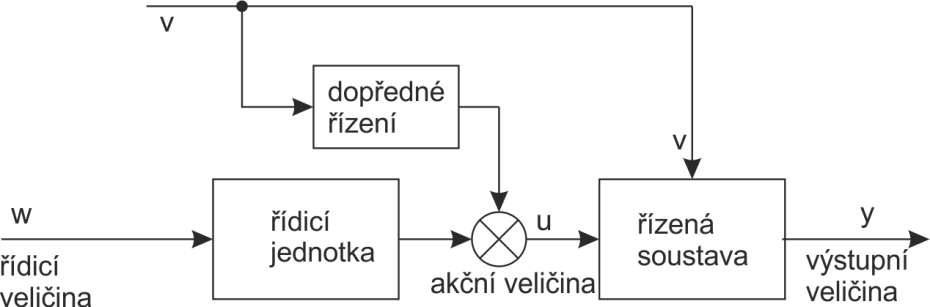 v
dopředné
řízení
v
w
řídicí
jednotka
u
řízená
soustava
y
řídicí
veličina
akční veličina
výstupní
veličina